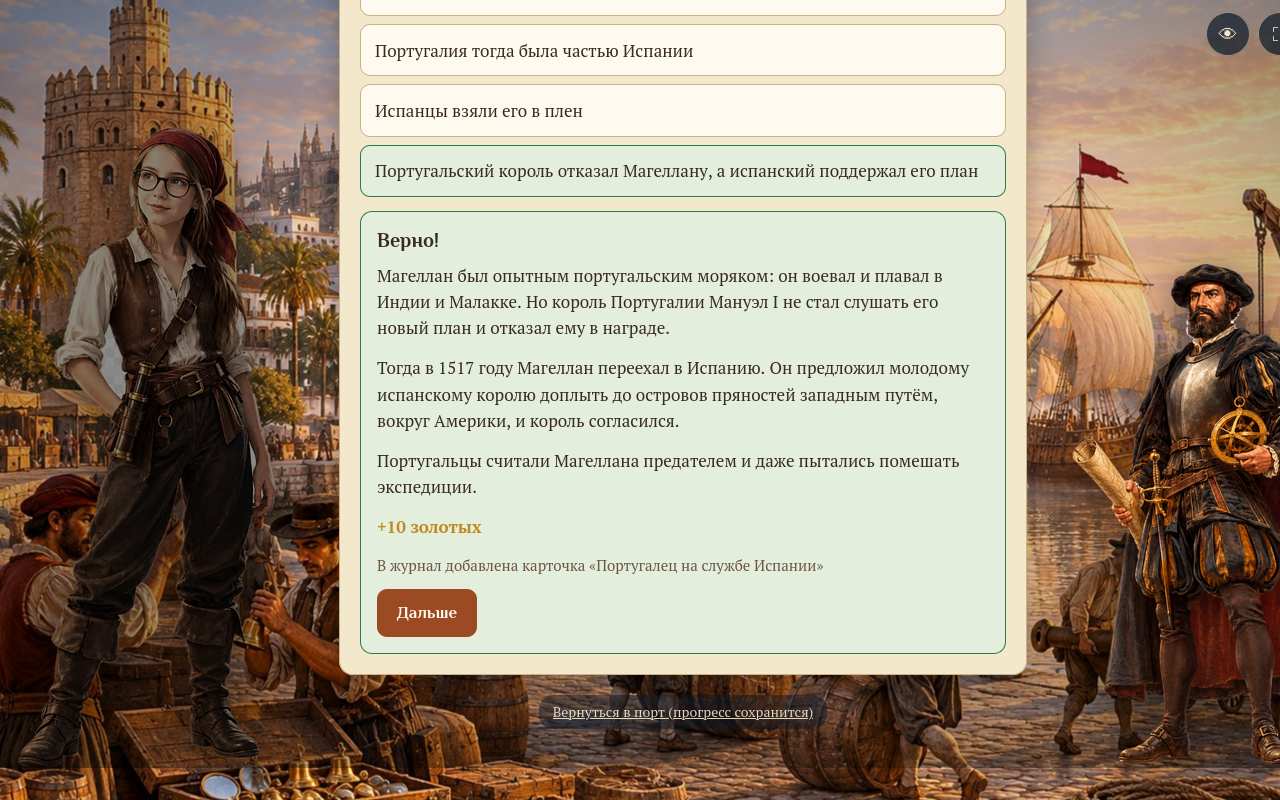 Португалия тогда была частью Испании
Испанцы взяли его в плен
Португальский король отказал Магеллану, а испанский поддержал его план
Верно!
Магеллан был опытным португальским моряком: он воевал и плавал в
Индии и Малакке. Но король Португалии Мануэл I не стал слушать его
новый план и отказал ему в награде.
Тогда в 1517 году Магеллан переехал в Испанию. Он предложил молодому
испанскому королю доплыть до островов пряностей западным путём,
вокруг Америки, и король согласился.
Португальцы считали Магеллана предателем и даже пытались помешать
экспедиции.
+10 золотых
В журнал добавлена карточка «Португалец на службе Испании»
Дальше
Вернуться в порт (прогресс сохранится)